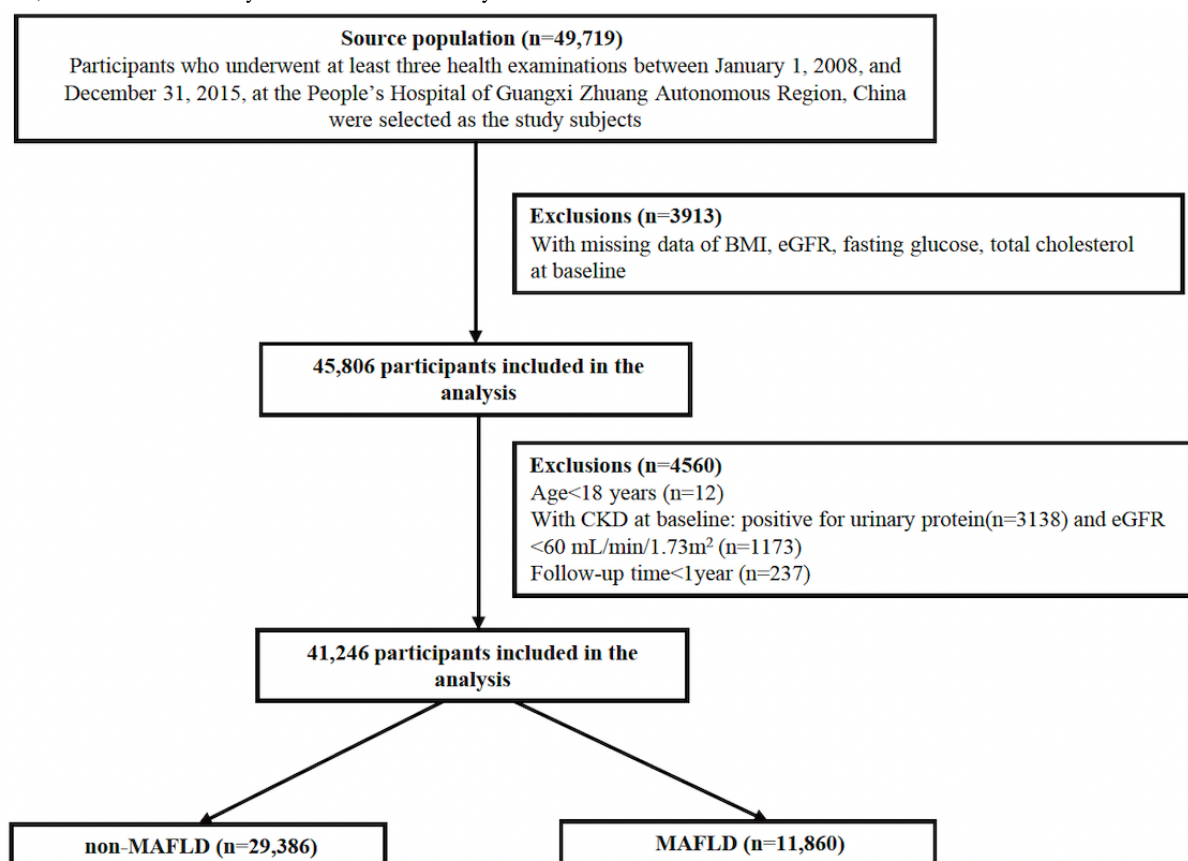 Source population (n=49,719)
Participants who underwent at least three health examinations between January 1, 2008, and
December 31, 2015, at the People’s Hospital of Guangxi Zhuang Autonomous Region, China
were selected as the study subjects
Exclusions (n=3913)
With missing data of BMI, eGFR, fasting glucose, total cholesterol
at baseline
45,806 participants included in the
analysis
Exclusions (n=4560)
Age<18 years (n=12)
With CKD at baseline: positive for urinary protein(n=3138) and eGFR
<60 mL/min/1.73m² (n=1173)
Follow-up time<1year (n=237)
41,246 participants included in the
analysis
non-MAFLD (n=29,386)
MAFLD (n=11,860)